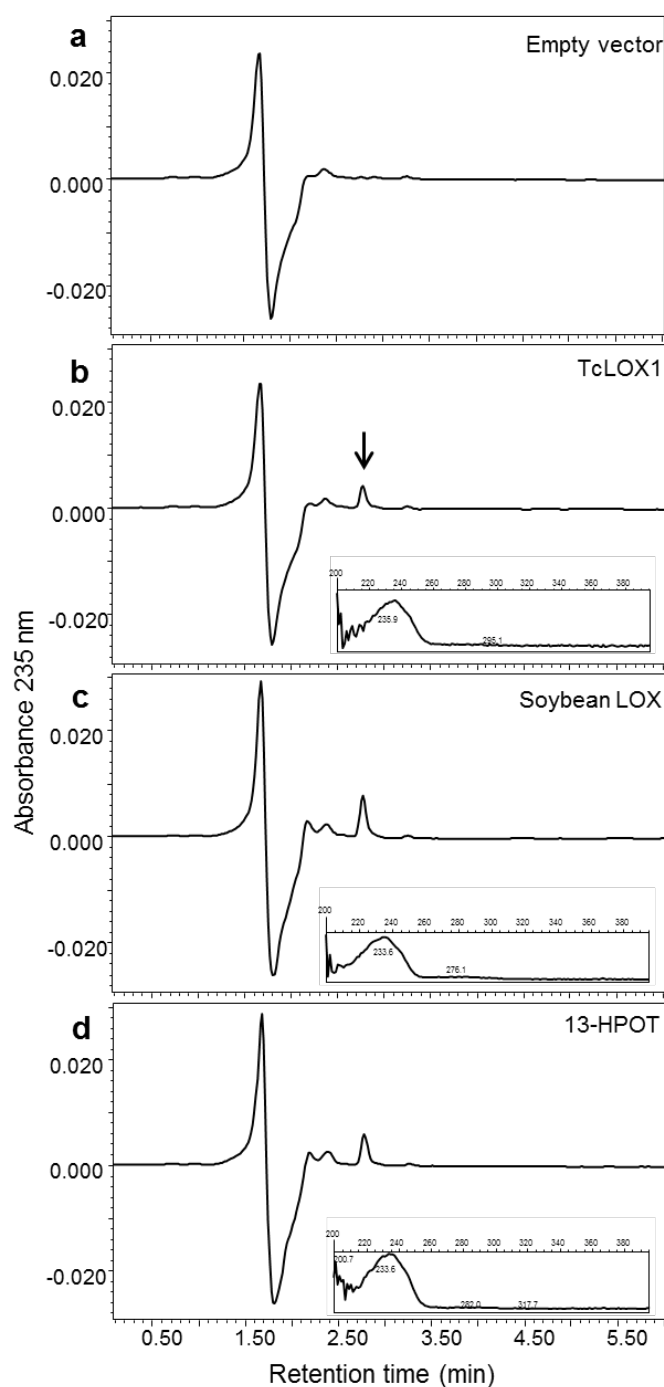 a
Empty vector
0.020
0.000
-0.020
b
TcLOX1
0.020
0.000
-0.020
200
220 240 260 280 300 320 340 360 380
235.9
295.1
c
Soybean LOX
0.020
0.000
-0.020
200
220 240 260 280 300 320 340 360 380
233.6
276.1
d
13-HPOT
0.020
0.000
-0.020
200
220 240 260 280 300 320 340 360 380
200.7
233.6
282.0
317.7
0.50 1.50 2.50 3.50 4.50 5.50
Retention time (min)
Absorbance 235 nm